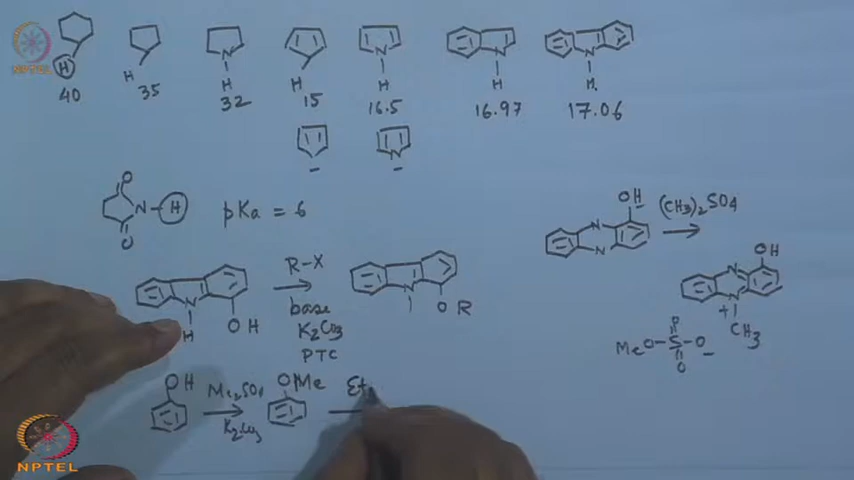 NPTEL
H
H
N
H
H
N
H
N
H
N
H
40
35
32
15
16.5
16.97
17.06
N
−
−
O
N
H
O
pKa = 6
OH
N
N
(CH3)2SO4
R-X
base
K2CO3
PTC
N
H
OH
N
OR
OH
N
N
+
CH3
O
MeO-S-O
O
−
OH
Me2SO4
K2CO3
OMe
Et
NPTEL